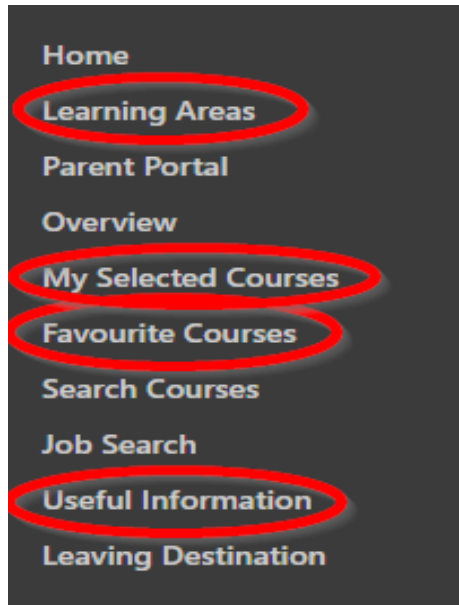 Home
Learning Areas
Parent Portal
Overview
My Selected Courses
Favourite Courses
Search Courses
Job Search
Useful Information
Leaving Destination